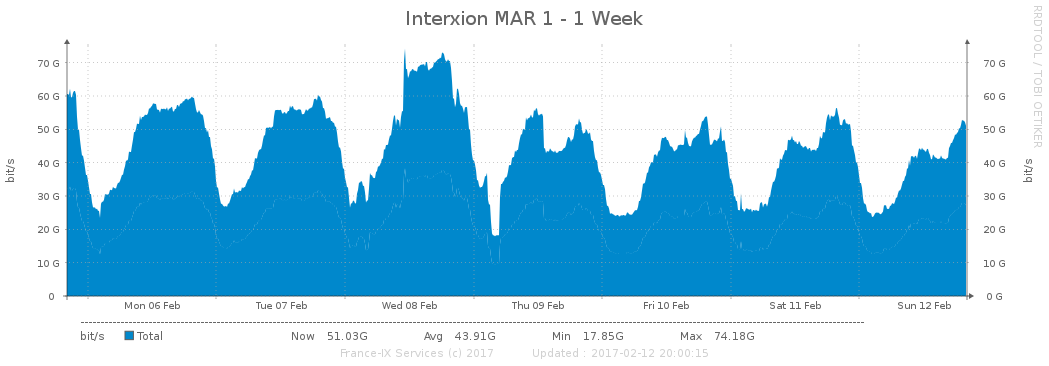 Interxion MAR 1 - 1 Week
RRDTOOL / TOBI OETIKER
bit/s
bit/s
70 G 70 G
60 G 60 G
50 G 50 G
40 G 40 G
30 G 30 G
20 G 20 G
10 G 10 G
0 0 G
Mon 06 Feb Tue 07 Feb Wed 08 Feb Thu 09 Feb Fri 10 Feb Sat 11 Feb Sun 12 Feb
bit/s Total Now 51.03G Avg 43.91G Min 17.85G Max 74.18G
France-IX Services (c) 2017 Updated : 2017-02-12 20:00:15